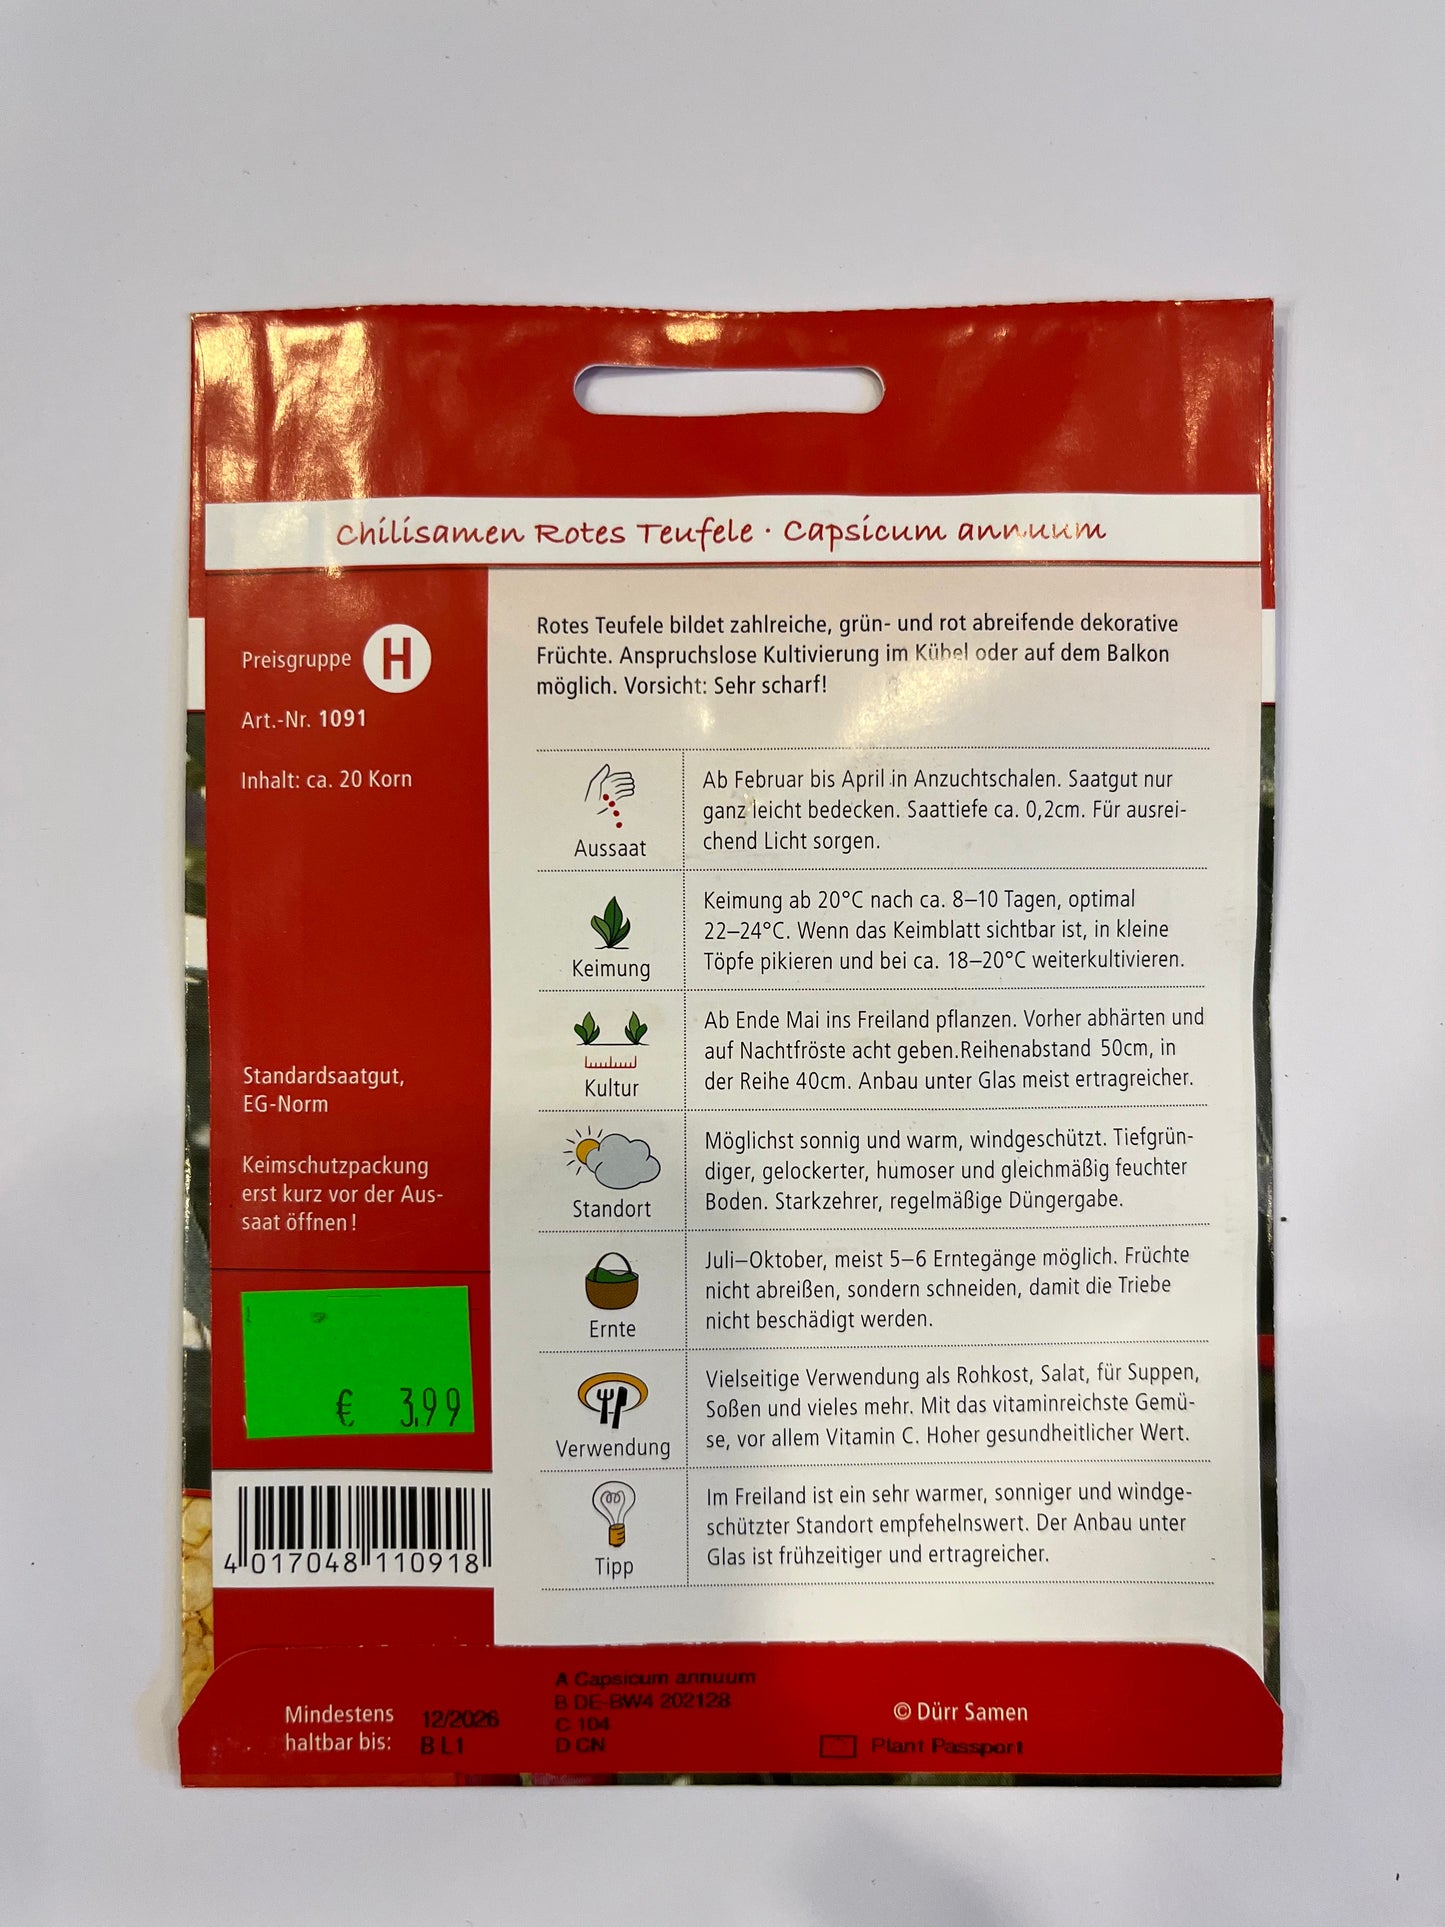 Chilisamen Rotes Teufele · Capsicum annuum
Preisgruppe H
Art.-Nr. 1091
Inhalt: ca. 20 Korn
Standardsaatgut,
EG-Norm
Keimschutzpackung
erst kurz vor der Aus-
saat öffnen!
€ 3,99
4 017048 110918
Rotes Teufele bildet zahlreiche, grün- und rot abreifende dekorative
Früchte. Anspruchslose Kultivierung im Kübel oder auf dem Balkon
möglich. Vorsicht: Sehr scharf!
Aussaat
Ab Februar bis April in Anzuchtschalen. Saatgut nur
ganz leicht bedecken. Saattiefe ca. 0,2cm. Für ausrei-
chend Licht sorgen.
Keimung
Keimung ab 20°C nach ca. 8–10 Tagen, optimal
22–24°C. Wenn das Keimblatt sichtbar ist, in kleine
Töpfe pikieren und bei ca. 18–20°C weiterkultivieren.
Kultur
Ab Ende Mai ins Freiland pflanzen. Vorher abhärten und
auf Nachtfröste acht geben.Reihenabstand 50cm, in
der Reihe 40cm. Anbau unter Glas meist ertragreicher.
Standort
Möglichst sonnig und warm, windgeschützt. Tiefgrün-
diger, gelockerter, humoser und gleichmäßig feuchter
Boden. Starkzehrer, regelmäßige Düngergabe.
Ernte
Juli–Oktober, meist 5–6 Erntegänge möglich. Früchte
nicht abreißen, sondern schneiden, damit die Triebe
nicht beschädigt werden.
Verwendung
Vielseitige Verwendung als Rohkost, Salat, für Suppen,
Soßen und vieles mehr. Mit das vitaminreichste Gemü-
se, vor allem Vitamin C. Hoher gesundheitlicher Wert.
Tipp
Im Freiland ist ein sehr warmer, sonniger und windge-
schützter Standort empfehelnswert. Der Anbau unter
Glas ist frühzeitiger und ertragreicher.
Mindestens
haltbar bis:
12/2026
B L1
A Capsicum annuum
B DE-BW4 202128
C 104
D CN
© Dürr Samen
Plant Passport